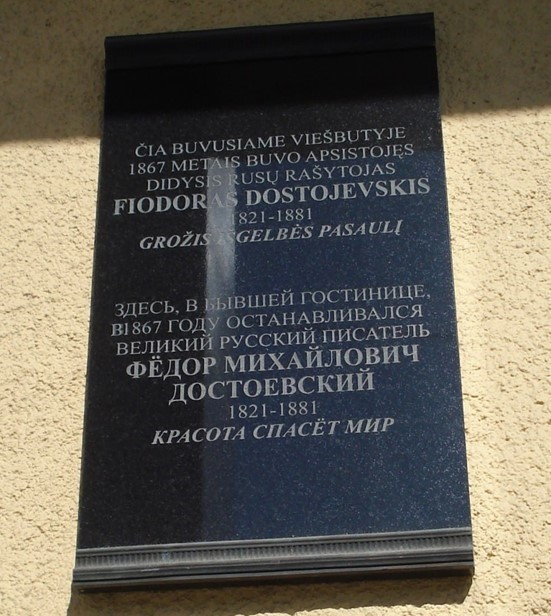 ČIA BUVUSIAME VIEŠBUTYJE
1867 METAIS BUVO APSISTOJĘS
DIDYSIS RUSŲ RAŠYTOJAS
FIODORAS DOSTOJEVSKIS
1821-1881
GROŽIS IŠGELBĖS PASAULĮ
ЗДЕСЬ, В БЫВШЕЙ ГОСТИНИЦЕ,
В1867 ГОДУ ОСТАНАВЛИВАЛСЯ
ВЕЛИКИЙ РУССКИЙ ПИСАТЕЛЬ
ФЁДОР МИХАЙЛОВИЧ
ДОСТОЕВСКИЙ
1821-1881
КРАСОТА СПАСЁТ МИР